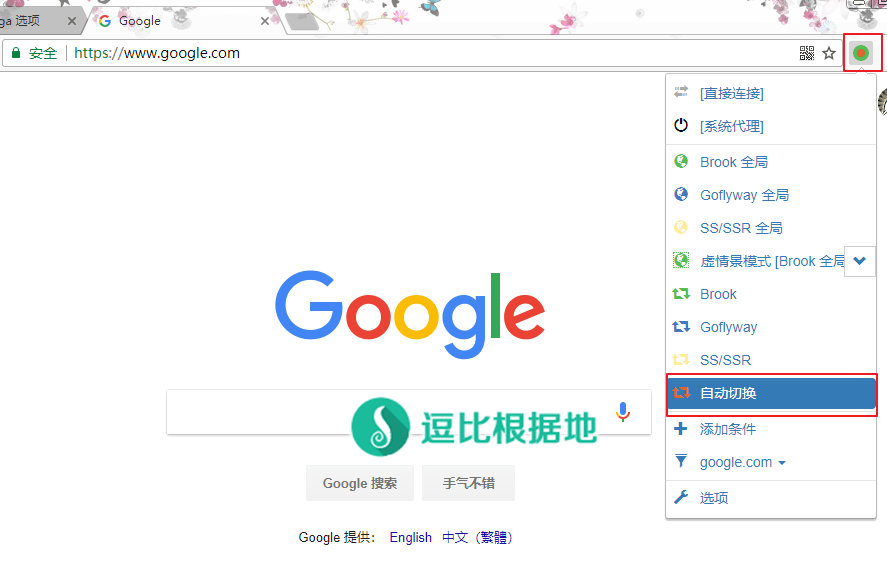 ga 选项
Google
安全
https://www.google.com
[直接连接]
[系统代理]
Brook 全局
Goflyway 全局
SS/SSR 全局
虚情景模式 [Brook 全局
Brook
Goflyway
SS/SSR
自动切换
添加条件
google.com
选项
Google
逗比根据地
Google 搜索
手气不错
Google 提供： English 中文（繁體）